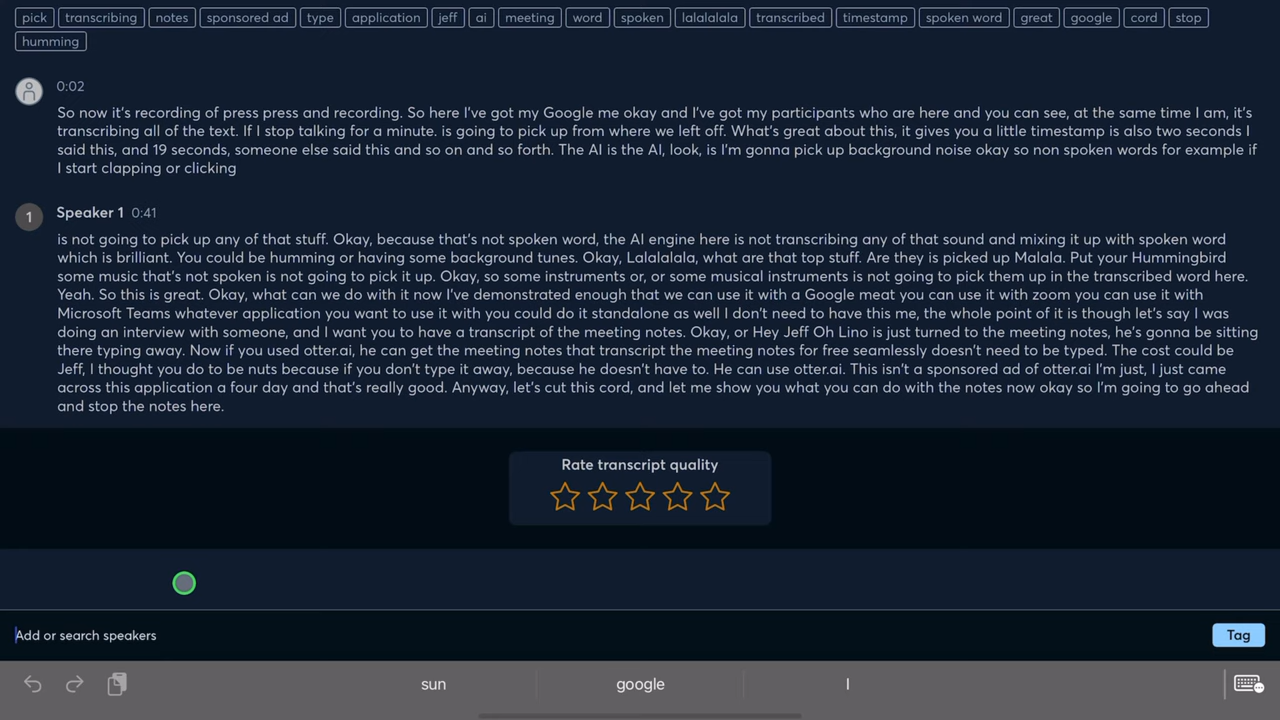 pick transcribing notes sponsored ad type application jeff ai meeting word spoken lalalalala transcribed timestamp spoken word great google cord stop
humming
0:02
So now it's recording of press press and recording. So here I've got my Google me okay and I've got my participants who are here and you can see, at the same time I am, it's
transcribing all of the text. If I stop talking for a minute. is going to pick up from where we left off. What's great about this, it gives you a little timestamp is also two seconds I
said this, and 19 seconds, someone else said this and so on and so forth. The AI is the AI, look, is I'm gonna pick up background noise okay so non spoken words for example if
I start clapping or clicking
1 Speaker 1 0:41
is not going to pick up any of that stuff. Okay, because that's not spoken word, the AI engine here is not transcribing any of that sound and mixing it up with spoken word
which is brilliant. You could be humming or having some background tunes. Okay, Lalalalala, what are that top stuff. Are they is picked up Malala. Put your Hummingbird
some music that's not spoken is not going to pick it up. Okay, so some instruments or, or some musical instruments is not going to pick them up in the transcribed word here.
Yeah. So this is great. Okay, what can we do with it now I've demonstrated enough that we can use it with a Google meat you can use it with zoom you can use it with
Microsoft Teams whatever application you want to use it with you could do it standalone as well I don't need to have this me, the whole point of it is though let's say I was
doing an interview with someone, and I want you to have a transcript of the meeting notes. Okay, or Hey Jeff Oh Lino is just turned to the meeting notes, he's gonna be sitting
there typing away. Now if you used otter.ai, he can get the meeting notes that transcript the meeting notes for free seamlessly doesn't need to be typed. The cost could be
Jeff, I thought you do to be nuts because if you don't type it away, because he doesn't have to. He can use otter.ai. This isn't a sponsored ad of otter.ai I'm just, I just came
across this application a four day and that's really good. Anyway, let's cut this cord, and let me show you what you can do with the notes now okay so I'm going to go ahead
and stop the notes here.
Rate transcript quality
Add or search speakers Tag
sun google I